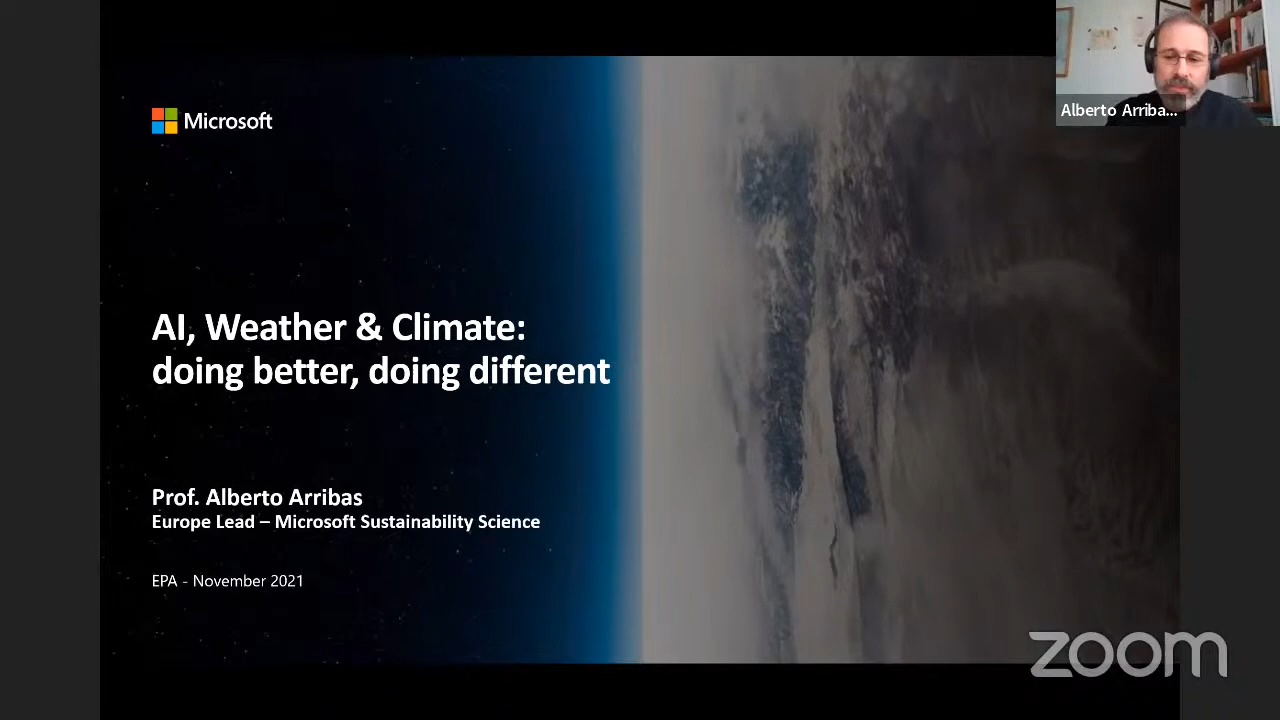 Microsoft
Alberto Arriba...
AI, Weather & Climate:
doing better, doing different
Prof. Alberto Arribas
Europe Lead – Microsoft Sustainability Science
EPA - November 2021
zoom